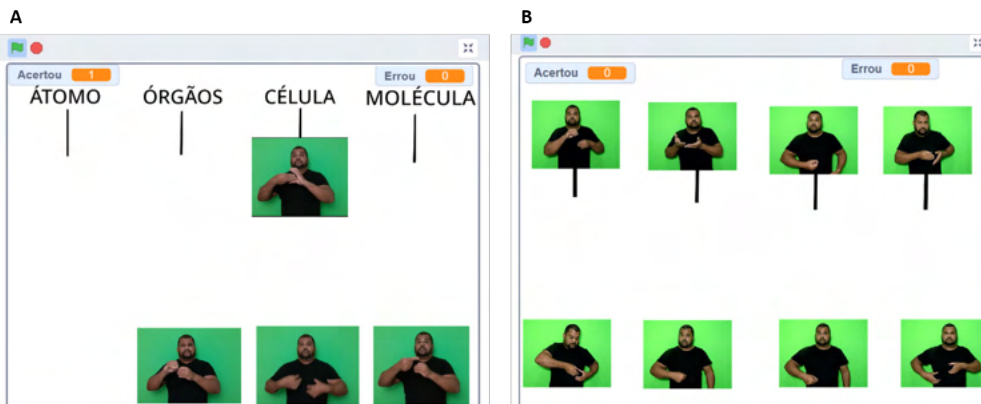 A
B
Acertou 1
Errou 0
ÁTOMO ÓRGÃOS CÉLULA MOLÉCULA
Acertou 0
Errou 0